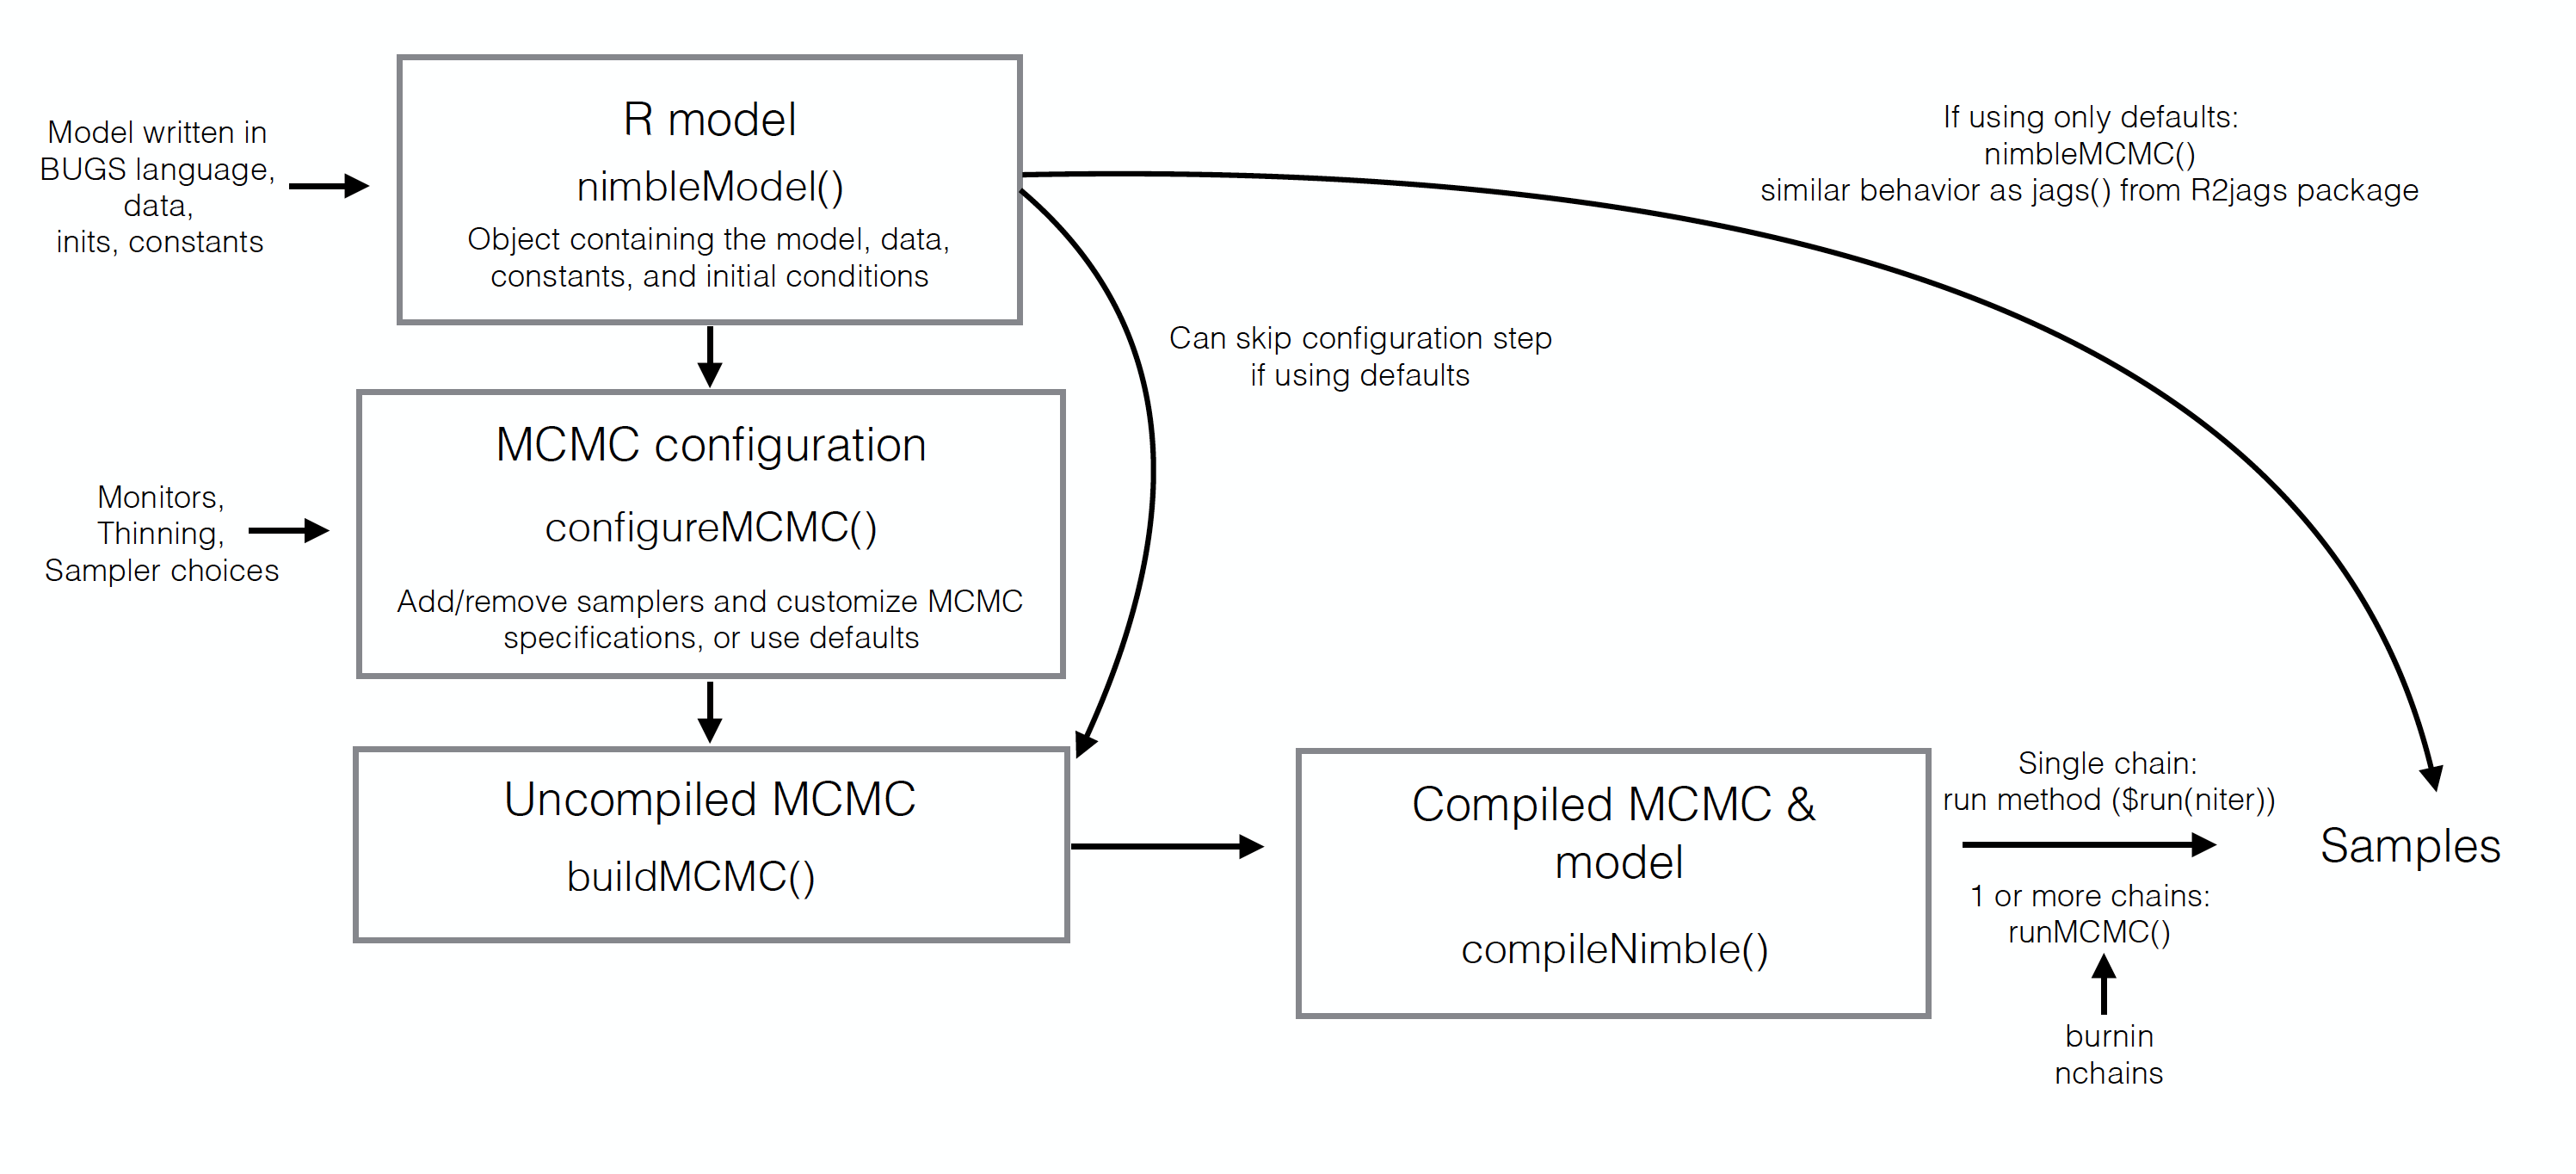 Model written in
BUGS language,
data,
inits, constants
R model
nimbleModel()
Object containing the model, data,
constants, and initial conditions
If using only defaults:
nimbleMCMC()
similar behavior as jags() from R2jags package
Can skip configuration step
if using defaults
Monitors,
Thinning,
Sampler choices
MCMC configuration
configureMCMC()
Add/remove samplers and customize MCMC
specifications, or use defaults
Uncompiled MCMC
buildMCMC()
Compiled MCMC &
model
compileNimble()
Single chain:
run method ($run(niter))
1 or more chains:
runMCMC()
burnin
nchains
Samples